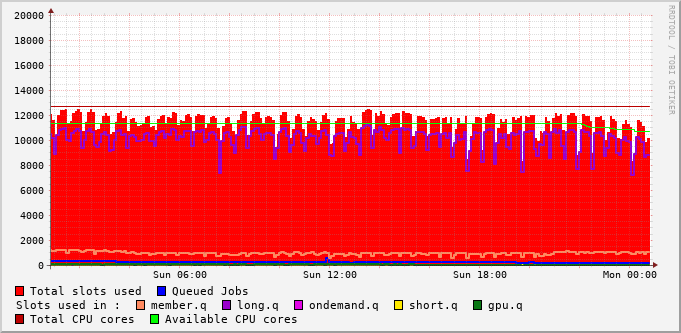 20000
18000
16000
14000
12000
10000
8000
6000
4000
2000
0
Sun 06:00 Sun 12:00 Sun 18:00 Mon 00:00
RRDTOOL / TOBI OETIKER
Total slots used Queued Jobs
Slots used in : member.q long.q ondemand.q short.q gpu.q
Total CPU cores Available CPU cores